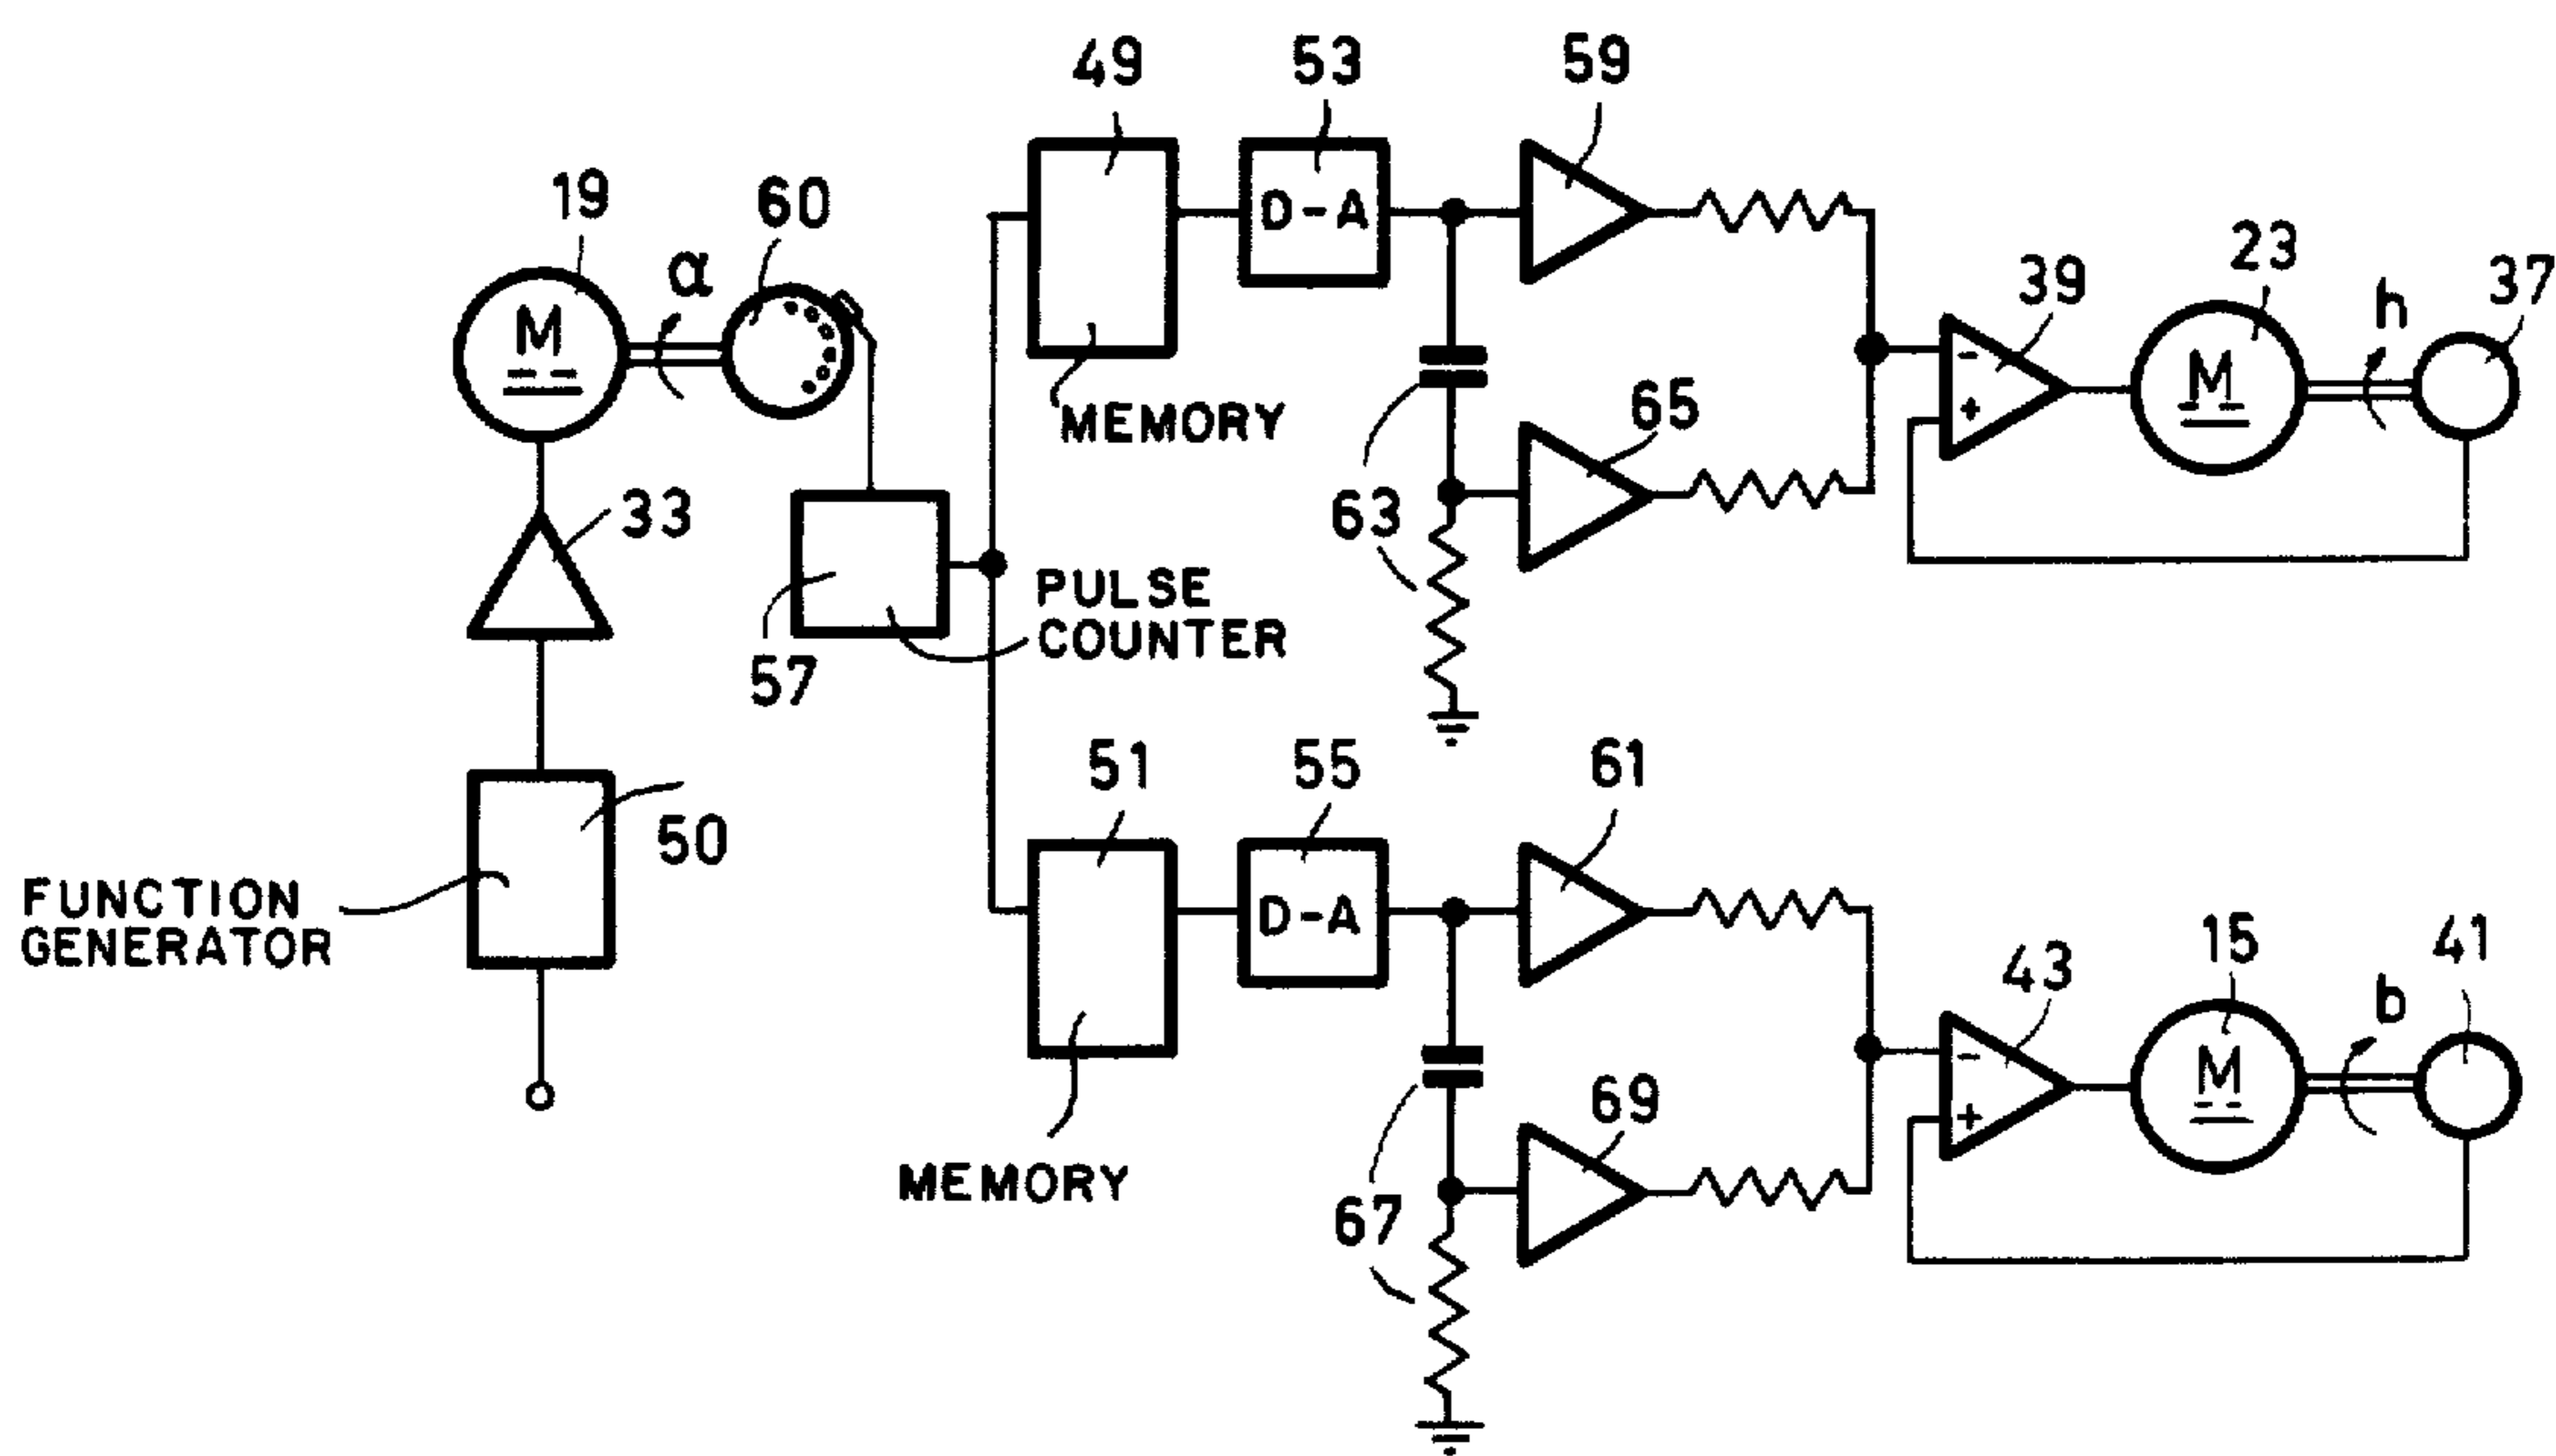 49
53
59
19
60
α
MEMORY
D-A
33
65
63
39
-
+
M
23
M
h
37
57
PULSE
COUNTER
50
FUNCTION
GENERATOR
51
55
61
D-A
MEMORY
67
69
43
-
+
15
M
b
41